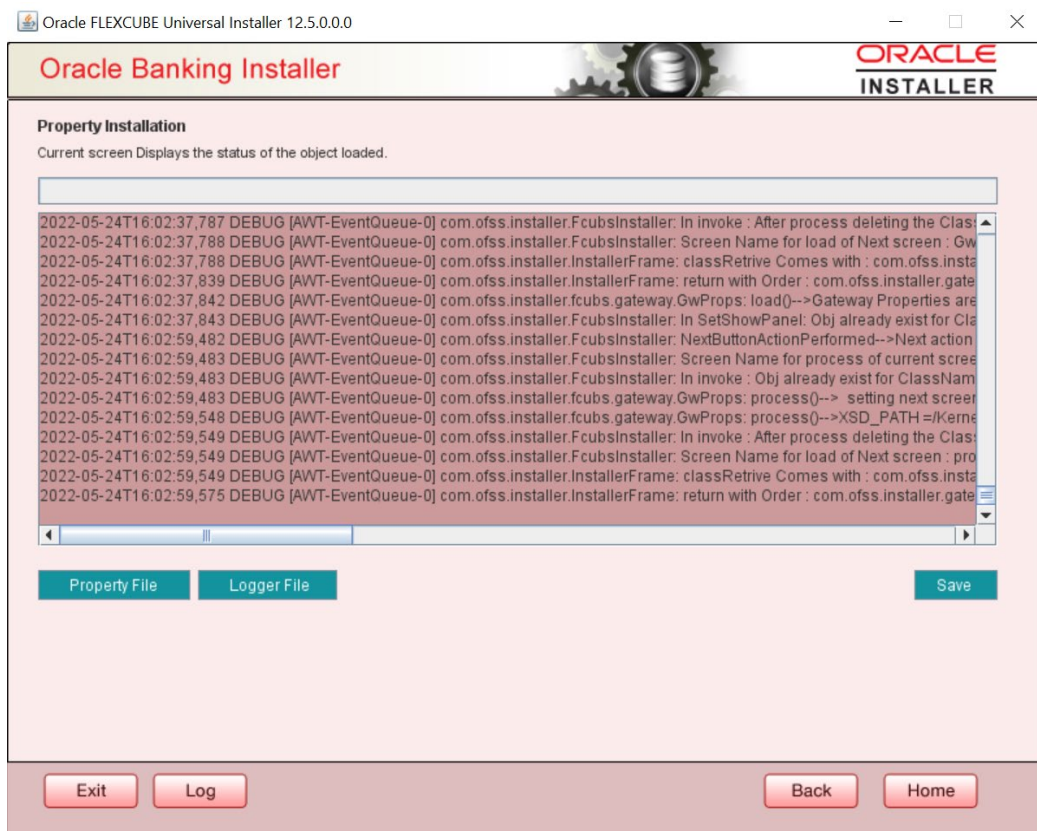 Oracle FLEXCUBE Universal Installer 12.5.0.0.0
Oracle Banking Installer
ORACLE
INSTALLER
Property Installation
Current screen Displays the status of the object loaded.
2022-05-24T16:02:37,787 DEBUG [AWT-EventQueue-0] com.ofss.installer.FcubsInstaller: In invoke : After process deleting the Clas
2022-05-24T16:02:37,788 DEBUG [AWT-EventQueue-0] com.ofss.installer.FcubsInstaller: Screen Name for load of Next screen : Gw
2022-05-24T16:02:37,788 DEBUG [AWT-EventQueue-0] com.ofss.installer.InstallerFrame: classRetrive Comes with : com.ofss.insta
2022-05-24T16:02:37,839 DEBUG [AWT-EventQueue-0] com.ofss.installer.InstallerFrame: return with Order : com.ofss.installer.gate
2022-05-24T16:02:37,842 DEBUG [AWT-EventQueue-0] com.ofss.installer.fcubs.gateway.GwProps: load()-->Gateway Properties are
2022-05-24T16:02:37,843 DEBUG [AWT-EventQueue-0] com.ofss.installer.FcubsInstaller: In SetShowPanel: Obj already exist for Cla
2022-05-24T16:02:59,482 DEBUG [AWT-EventQueue-0] com.ofss.installer.FcubsInstaller: NextButtonActionPerformed-->Next action
2022-05-24T16:02:59,483 DEBUG [AWT-EventQueue-0] com.ofss.installer.FcubsInstaller: Screen Name for process of current scree
2022-05-24T16:02:59,483 DEBUG [AWT-EventQueue-0] com.ofss.installer.FcubsInstaller: In invoke : Obj already exist for ClassNam
2022-05-24T16:02:59,483 DEBUG [AWT-EventQueue-0] com.ofss.installer.fcubs.gateway.GwProps: process()--> setting next screen
2022-05-24T16:02:59,548 DEBUG [AWT-EventQueue-0] com.ofss.installer.fcubs.gateway.GwProps: process()-->XSD_PATH =/Kerne
2022-05-24T16:02:59,549 DEBUG [AWT-EventQueue-0] com.ofss.installer.FcubsInstaller: In invoke : After process deleting the Clas
2022-05-24T16:02:59,549 DEBUG [AWT-EventQueue-0] com.ofss.installer.FcubsInstaller: Screen Name for load of Next screen : pro
2022-05-24T16:02:59,549 DEBUG [AWT-EventQueue-0] com.ofss.installer.InstallerFrame: classRetrive Comes with : com.ofss.insta
2022-05-24T16:02:59,575 DEBUG [AWT-EventQueue-0] com.ofss.installer.InstallerFrame: return with Order : com.ofss.installer.gate
Property File
Logger File
Save
Exit
Log
Back
Home